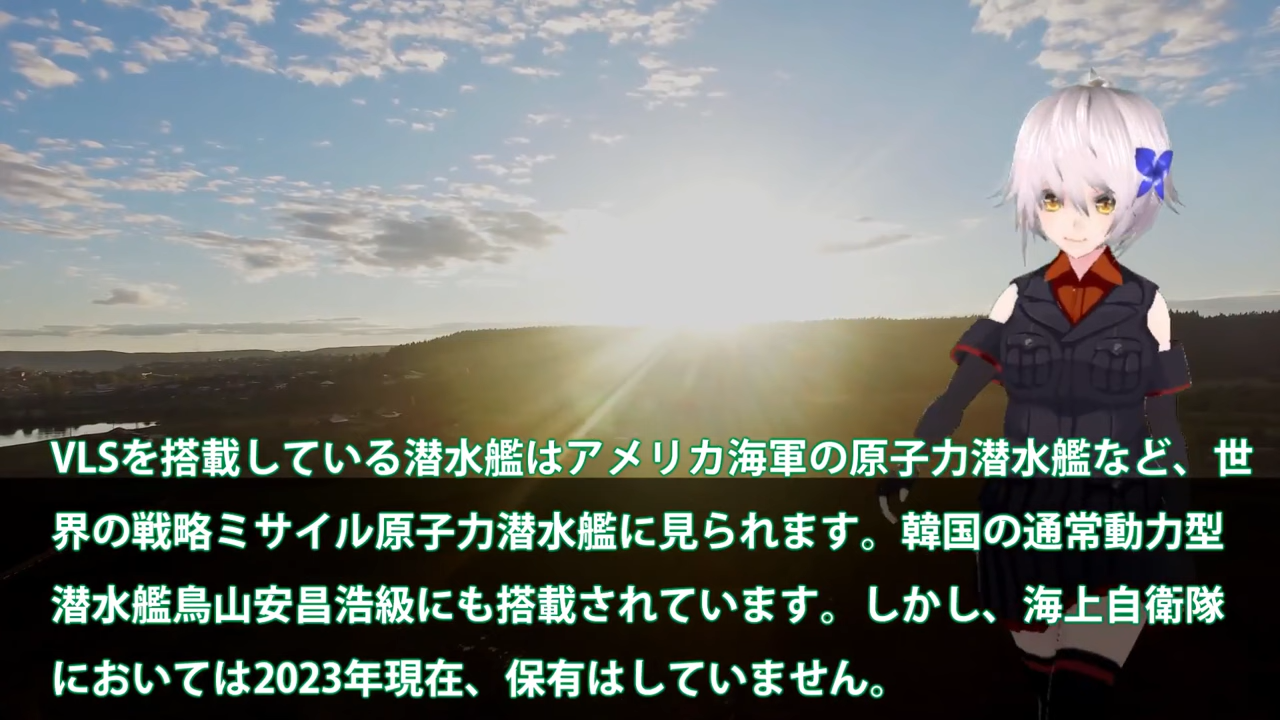 VLSを搭載している潜水艦はアメリカ海軍の原子力潜水艦など、世
界の戦略ミサイル原子力潜水艦に見られます。韓国の通常動力型
潜水艦鳥山安昌浩級にも搭載されています。しかし、海上自衛隊
においては2023年現在、保有はしていません。